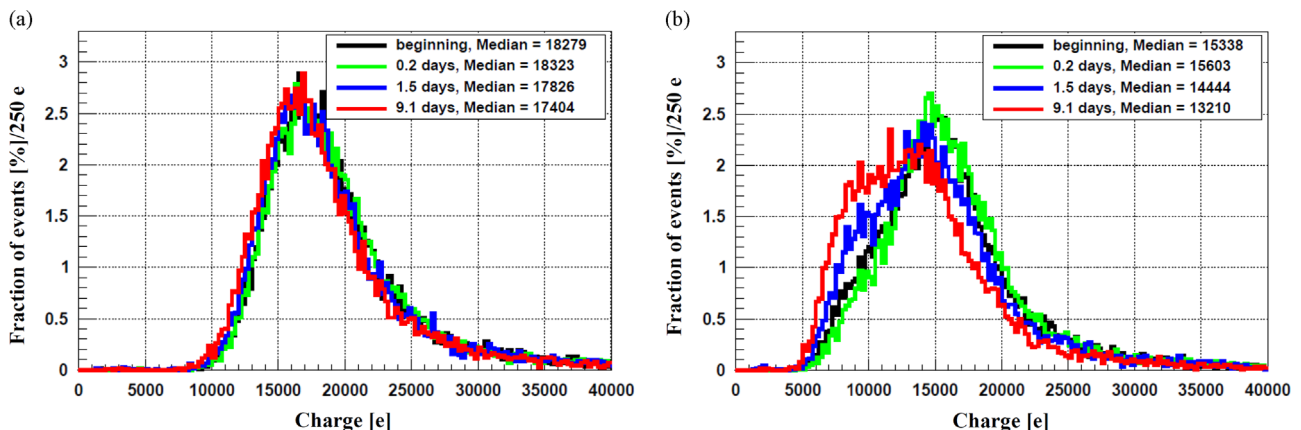 (a)
Fraction of events [%]/250 e
3
2.5
2
1.5
1
0.5
0
beginning, Median = 18279
0.2 days, Median = 18323
1.5 days, Median = 17826
9.1 days, Median = 17404
0 5000 10000 15000 20000 25000 30000 35000 40000
Charge [e]
(b)
Fraction of events [%]/250 e
3
2.5
2
1.5
1
0.5
0
beginning, Median = 15338
0.2 days, Median = 15603
1.5 days, Median = 14444
9.1 days, Median = 13210
0 5000 10000 15000 20000 25000 30000 35000 40000
Charge [e]